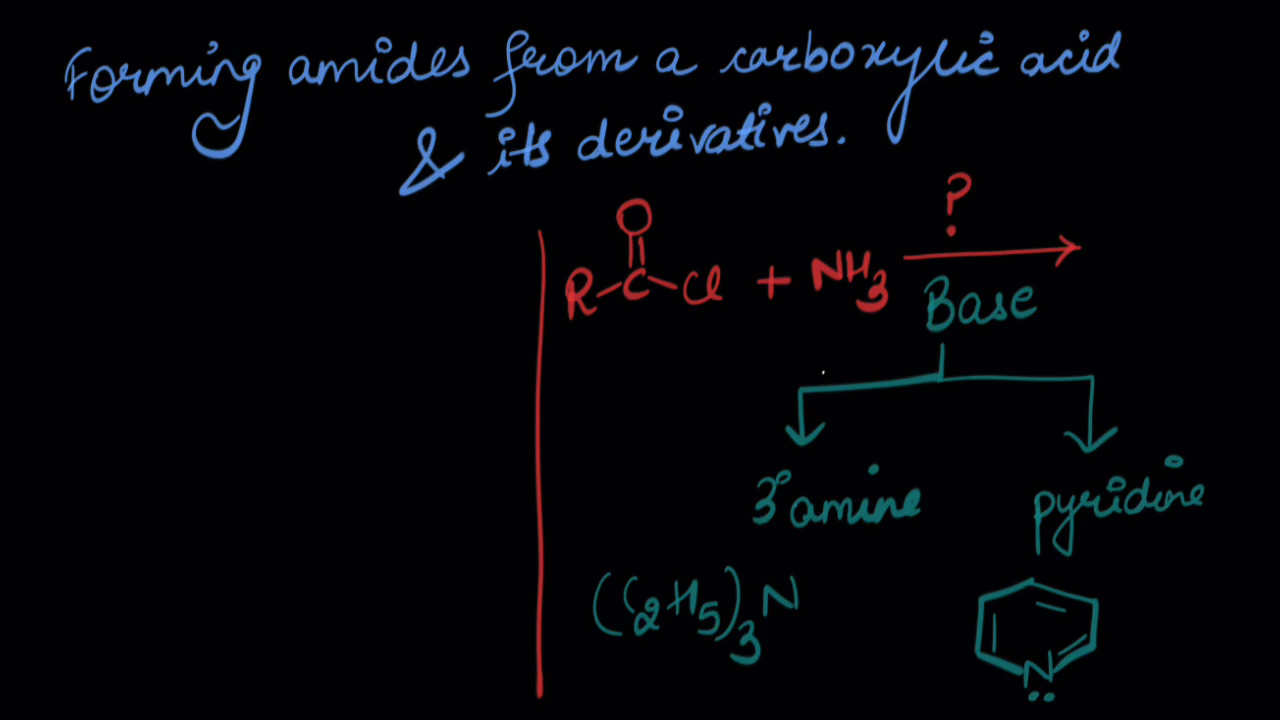 Forming amides from a carboxylic acid
& its derivatives.
?
O
R-C-Cl + NH3
Base
3° amine pyridine
(C2H5)3N
N